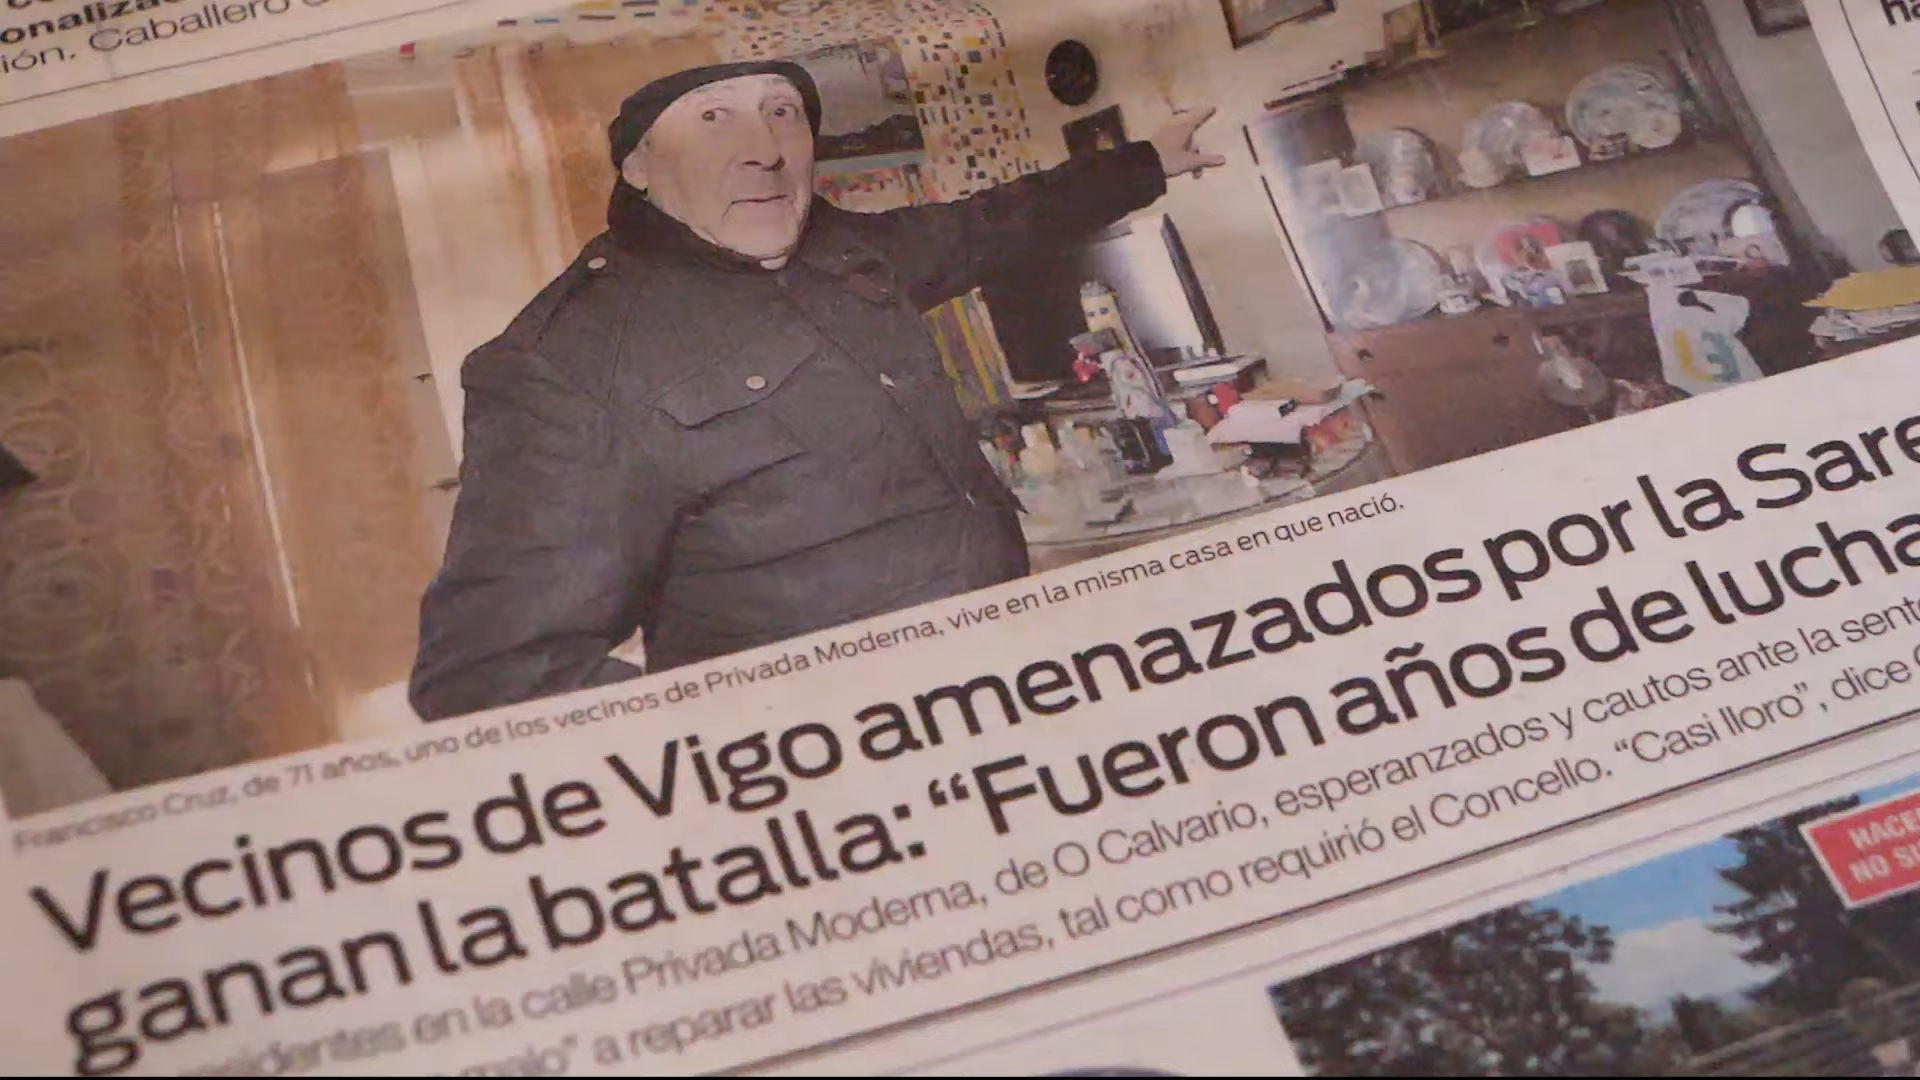 ión. Caballero
Francisco Cruz, de 71 años, uno de los vecinos de Privada Moderna, vive en la misma casa en que nació.
Vecinos de Vigo amenazados por la Sare
ganan la batalla: “Fueron años de lucha
sidentes en la calle Privada Moderna, de O Calvario, esperanzados y cautos ante la sent
malo” a reparar las viviendas, tal como requirió el Concello. “Casi lloro”, dice
HACE
NO SU